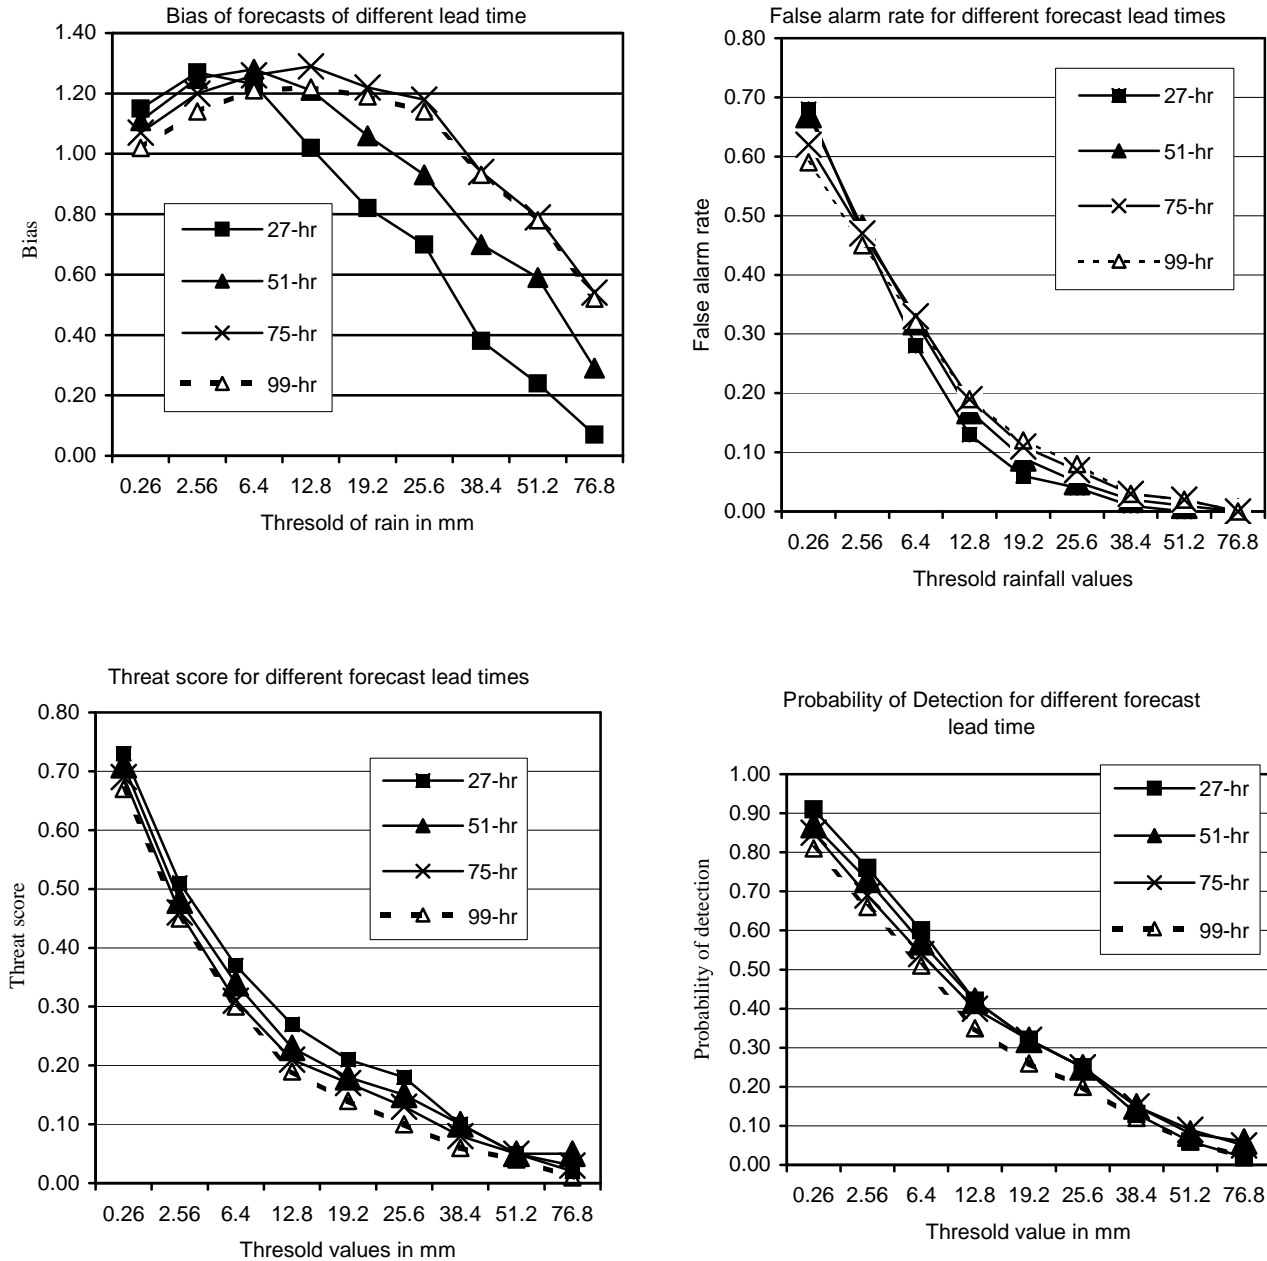 Bias of forecasts of different lead time
1.40
1.20
1.00
0.80
0.60
0.40
0.20
0.00
Bias
27-hr
51-hr
75-hr
99-hr
0.26 2.56 6.4 12.8 19.2 25.6 38.4 51.2 76.8
Thresold of rain in mm
False alarm rate for different forecast lead times
0.80
0.70
0.60
0.50
0.40
0.30
0.20
0.10
0.00
False alarm rate
27-hr
51-hr
75-hr
99-hr
0.26 2.56 6.4 12.8 19.2 25.6 38.4 51.2 76.8
Thresold rainfall values
Threat score for different forecast lead times
0.80
0.70
0.60
0.50
0.40
0.30
0.20
0.10
0.00
Threat score
27-hr
51-hr
75-hr
99-hr
0.26 2.56 6.4 12.8 19.2 25.6 38.4 51.2 76.8
Thresold values in mm
Probability of Detection for different forecast
lead time
1.00
0.90
0.80
0.70
0.60
0.50
0.40
0.30
0.20
0.10
0.00
Probability of detection
27-hr
51-hr
75-hr
99-hr
0.26 2.56 6.4 12.8 19.2 25.6 38.4 51.2 76.8
Thresold value in mm